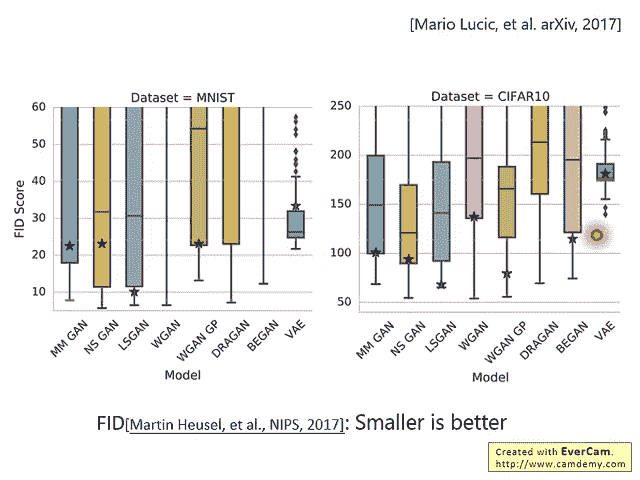 [Mario Lucic, et al. arXiv, 2017]
Dataset = MNIST
60
50
40
30
20
10
FID Score
MM GAN
NS GAN
LSGAN
WGAN
WGAN GP
DRAGAN
BEGAN
VAE
Model
Dataset = CIFAR10
250
200
150
100
50
MM GAN
NS GAN
LSGAN
WGAN
WGAN GP
DRAGAN
BEGAN
VAE
Model
FID[Martin Heusel, et al., NIPS, 2017]: Smaller is better
Created with EverCam.
http://www.camdemy.com